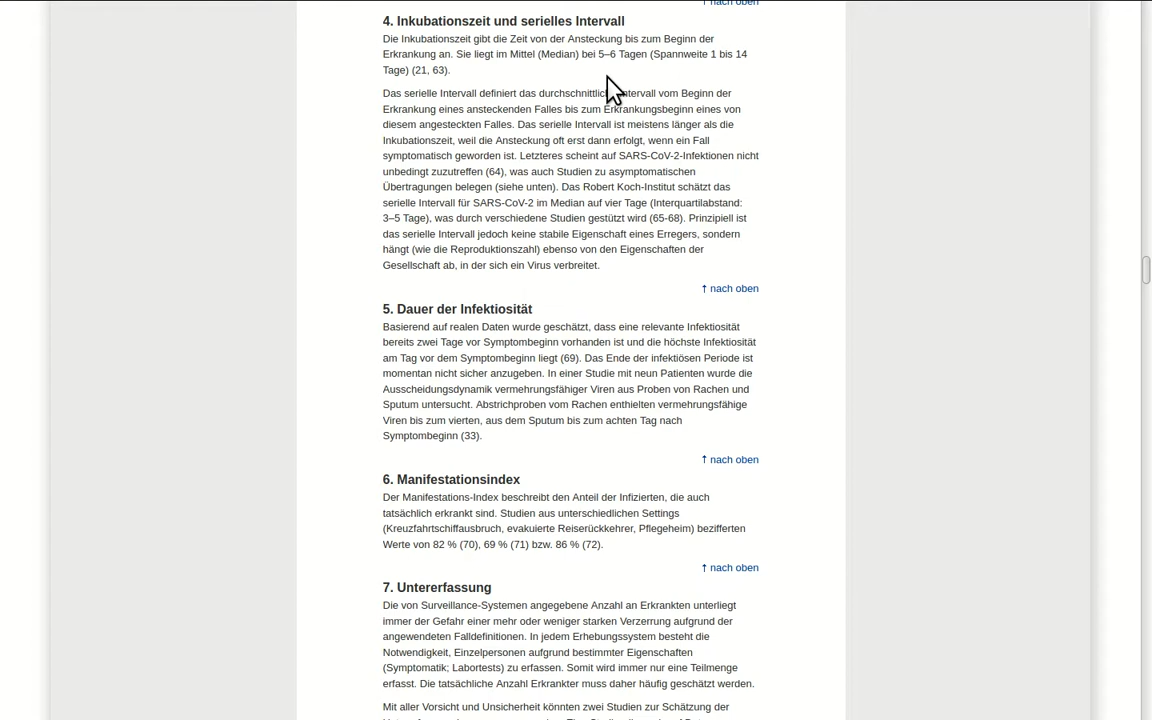 ↑ nach oben
4. Inkubationszeit und serielles Intervall
Die Inkubationszeit gibt die Zeit von der Ansteckung bis zum Beginn der
Erkrankung an. Sie liegt im Mittel (Median) bei 5–6 Tagen (Spannweite 1 bis 14
Tage) (21, 63).
Das serielle Intervall definiert das durchschnittliche Intervall vom Beginn der
Erkrankung eines ansteckenden Falles bis zum Erkrankungsbeginn eines von
diesem angesteckten Falles. Das serielle Intervall ist meistens länger als die
Inkubationszeit, weil die Ansteckung oft erst dann erfolgt, wenn ein Fall
symptomatisch geworden ist. Letzteres scheint auf SARS-CoV-2-Infektionen nicht
unbedingt zuzutreffen (64), was auch Studien zu asymptomatischen
Übertragungen belegen (siehe unten). Das Robert Koch-Institut schätzt das
serielle Intervall für SARS-CoV-2 im Median auf vier Tage (Interquartilabstand:
3–5 Tage), was durch verschiedene Studien gestützt wird (65-68). Prinzipiell ist
das serielle Intervall jedoch keine stabile Eigenschaft eines Erregers, sondern
hängt (wie die Reproduktionszahl) ebenso von den Eigenschaften der
Gesellschaft ab, in der sich ein Virus verbreitet.
↑ nach oben
5. Dauer der Infektiosität
Basierend auf realen Daten wurde geschätzt, dass eine relevante Infektiosität
bereits zwei Tage vor Symptombeginn vorhanden ist und die höchste Infektiosität
am Tag vor dem Symptombeginn liegt (69). Das Ende der infektiösen Periode ist
momentan nicht sicher anzugeben. In einer Studie mit neun Patienten wurde die
Ausscheidungsdynamik vermehrungsfähiger Viren aus Proben von Rachen und
Sputum untersucht. Abstrichproben vom Rachen enthielten vermehrungsfähige
Viren bis zum vierten, aus dem Sputum bis zum achten Tag nach
Symptombeginn (33).
↑ nach oben
6. Manifestationsindex
Der Manifestations-Index beschreibt den Anteil der Infizierten, die auch
tatsächlich erkrankt sind. Studien aus unterschiedlichen Settings
(Kreuzfahrtschiffausbruch, evakuierte Reiserückkehrer, Pflegeheim) bezifferten
Werte von 82 % (70), 69 % (71) bzw. 86 % (72).
↑ nach oben
7. Untererfassung
Die von Surveillance-Systemen angegebene Anzahl an Erkrankten unterliegt
immer der Gefahr einer mehr oder weniger starken Verzerrung aufgrund der
angewendeten Falldefinitionen. In jedem Erhebungssystem besteht die
Notwendigkeit, Einzelpersonen aufgrund bestimmter Eigenschaften
(Symptomatik; Labortests) zu erfassen. Somit wird immer nur eine Teilmenge
erfasst. Die tatsächliche Anzahl Erkrankter muss daher häufig geschätzt werden.
Mit aller Vorsicht und Unsicherheit könnten zwei Studien zur Schätzung der